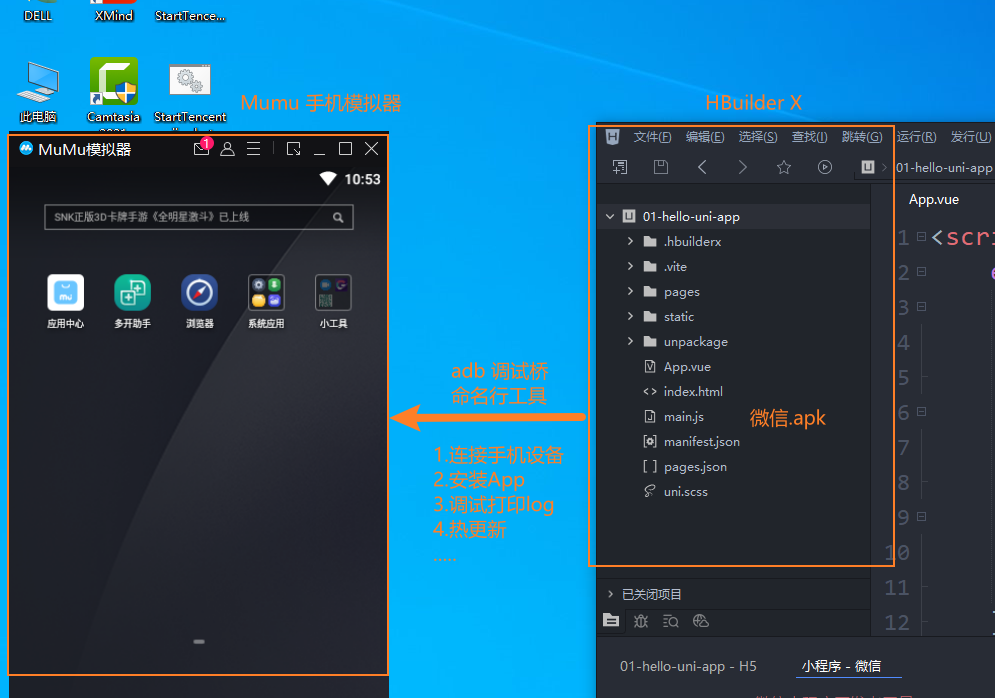 DELL
XMind
StartTence...
此电脑
Camtasia
StartTencent
Mumu 手机模拟器
HBuilder X
MuMu模拟器
1
10:53
SNK正版3D卡牌手游《全明星激斗》已上线
应用中心
多开助手
浏览器
系统应用
小工具
adb 调试桥
命名行工具
1.连接手机设备
2.安装App
3.调试打印log
4.热更新
.....
文件(F)
编辑(E)
选择(S)
查找(I)
跳转(G)
运行(R)
发行(U)
01-hello-uni-app
01-hello-uni-app
.hbuilderx
.vite
pages
static
unpackage
App.vue
index.html
main.js
manifest.json
pages.json
uni.scss
微信.apk
App.vue
1
<scri
2
3
4
5
6
7
8
9
10
11
12
已关闭项目
01-hello-uni-app - H5
小程序 - 微信